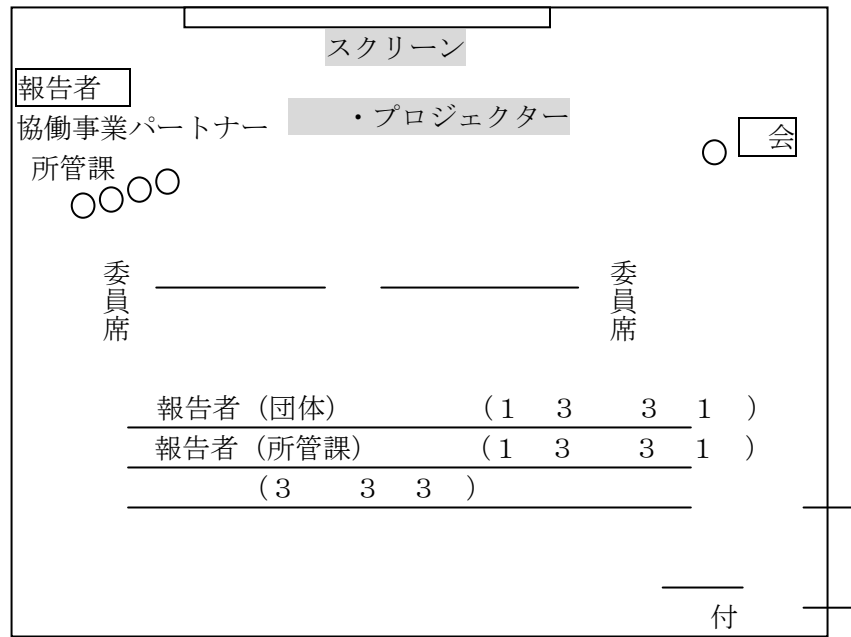 スクリーン
報告者
・プロジェクター
協働事業パートナー
会
所管課
委員席
委員席
報告者（団体） （１ ３ ３ １ ）
報告者（所管課） （１ ３ ３ １ ）
（３ ３ ３ ）
付